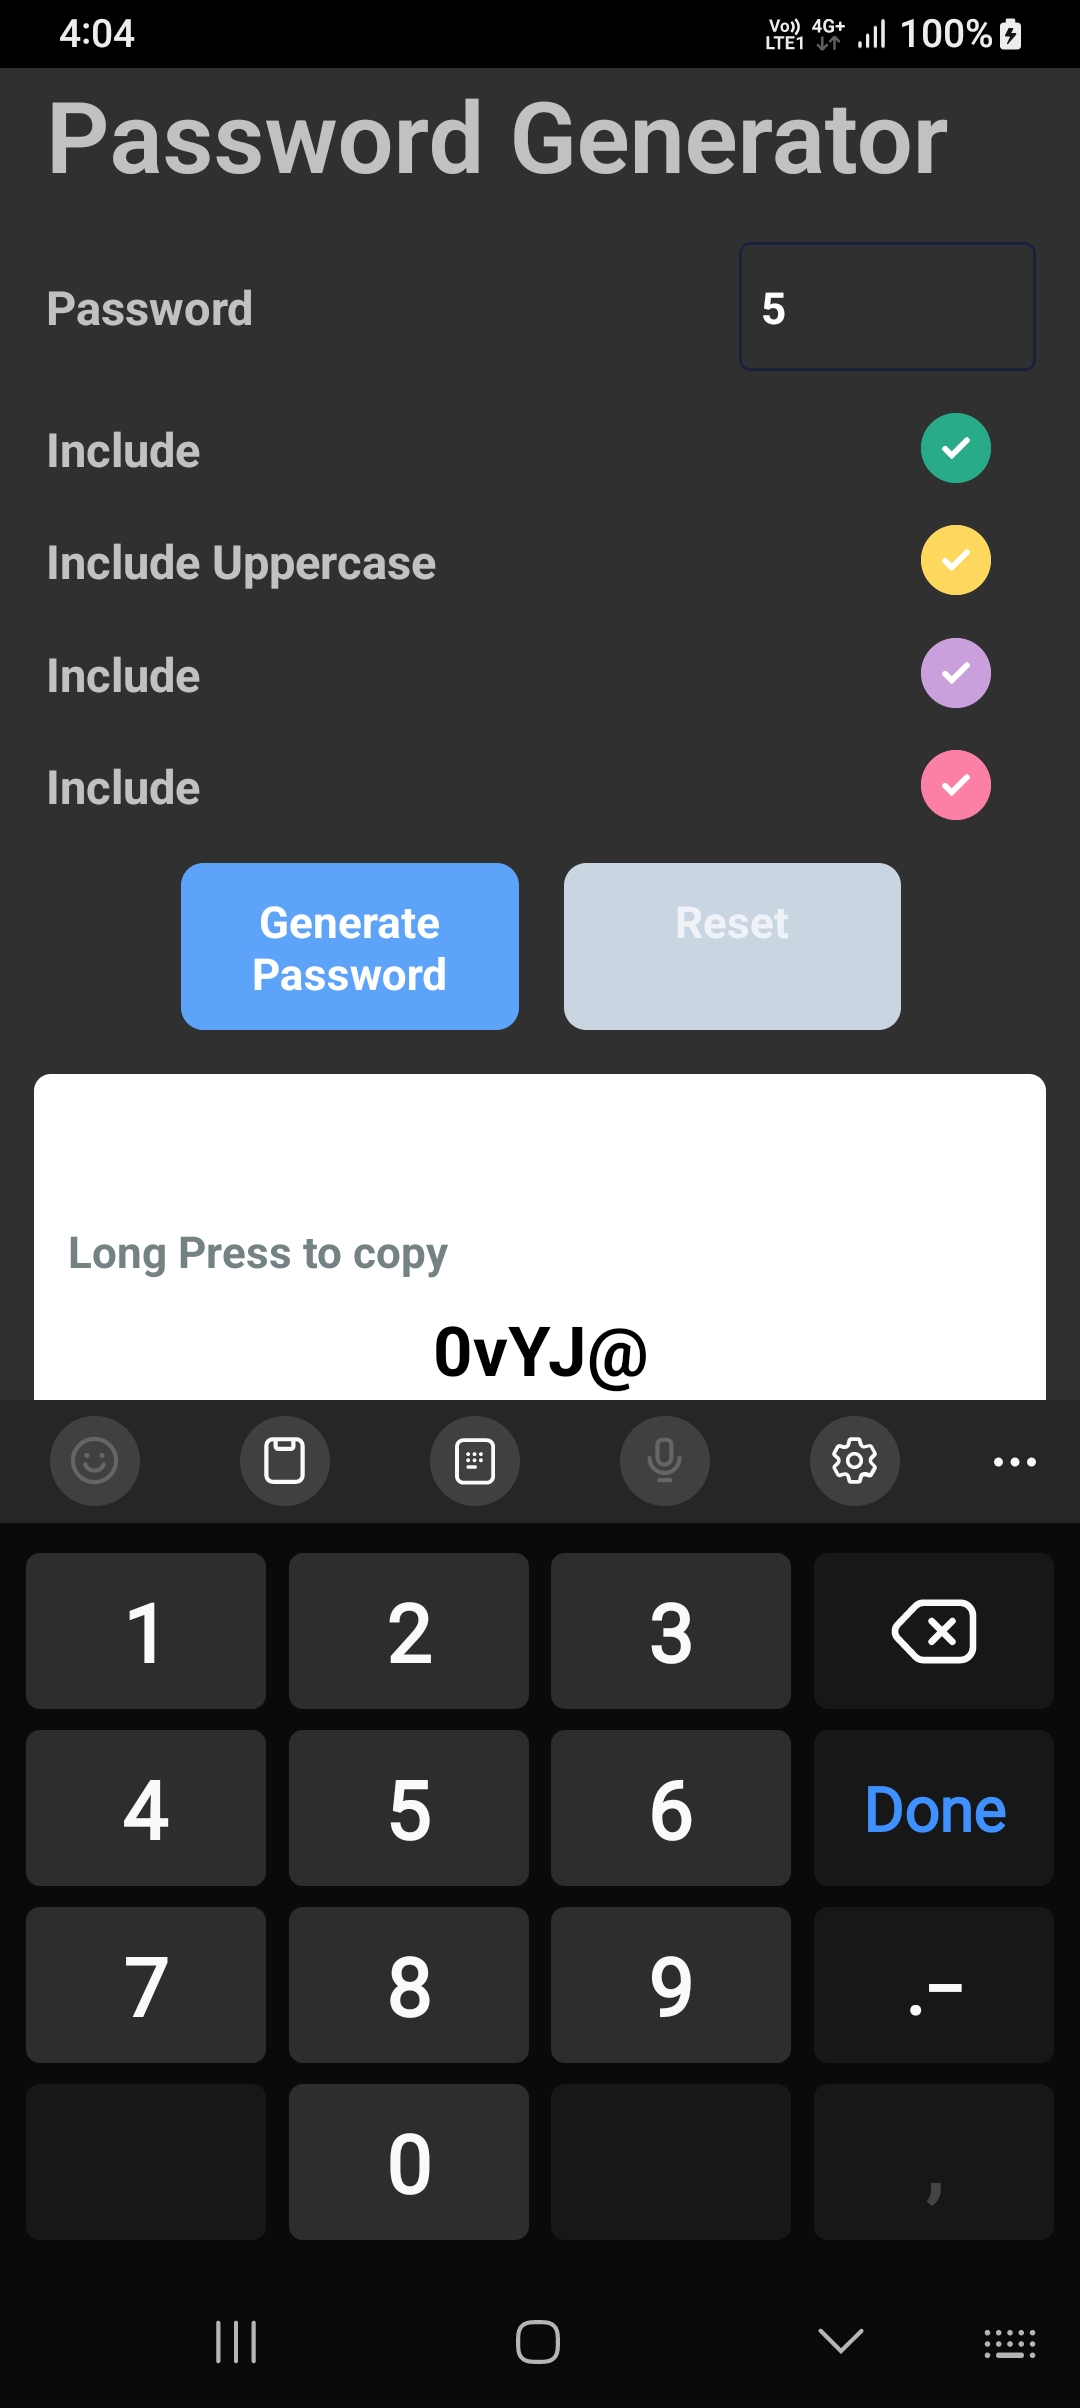 4:04 Vo)) LTE1 4G+ 100%
Password Generator
Password 5
Include
Include Uppercase
Include
Include
Generate Password
Reset
Long Press to copy
0vYJ@
1 2 3
4 5 6 Done
7 8 9 .-
0 ,